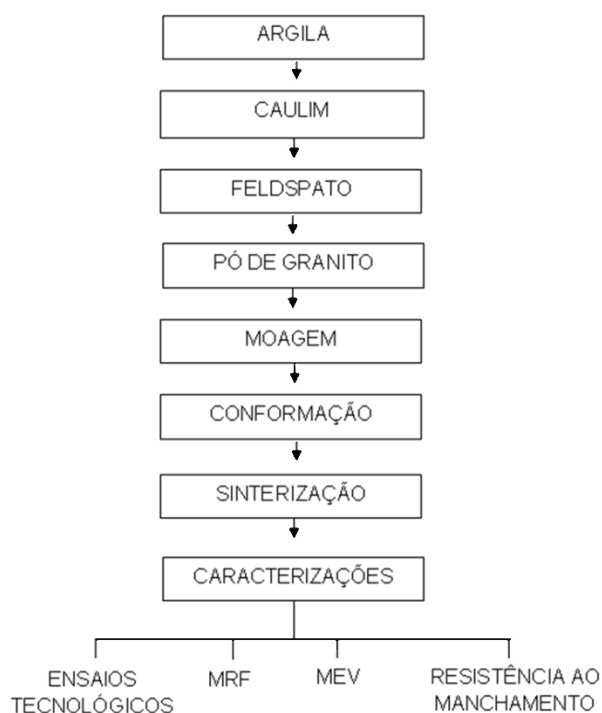 ARGILA
CAULIM
FELDSPATO
PÓ DE GRANITO
MOAGEM
CONFORMAÇÃO
SINTERIZAÇÃO
CARACTERIZAÇÕES
ENSAIOS
TECNOLÓGICOS
MRF
MEV
RESISTÊNCIA AO
MANCHAMENTO